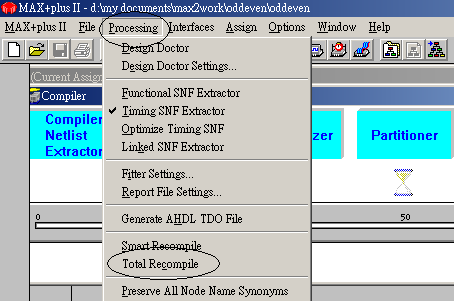 MAX+plus II - d:\my documents\max2work\oddeven\oddeven
MAX+plus II File Processing Interfaces Assign Options Window Help
(Current Assign
Compiler
Compiler
Netlist
Extractor
zer
Partitioner
0
50
Design Doctor
Design Doctor Settings...
Functional SNF Extractor
Timing SNF Extractor
Optimize Timing SNF
Linked SNF Extractor
Fitter Settings...
Report File Settings...
Generate AHDL TDO File
Smart Recompile
Total Recompile
Preserve All Node Name Synonyms